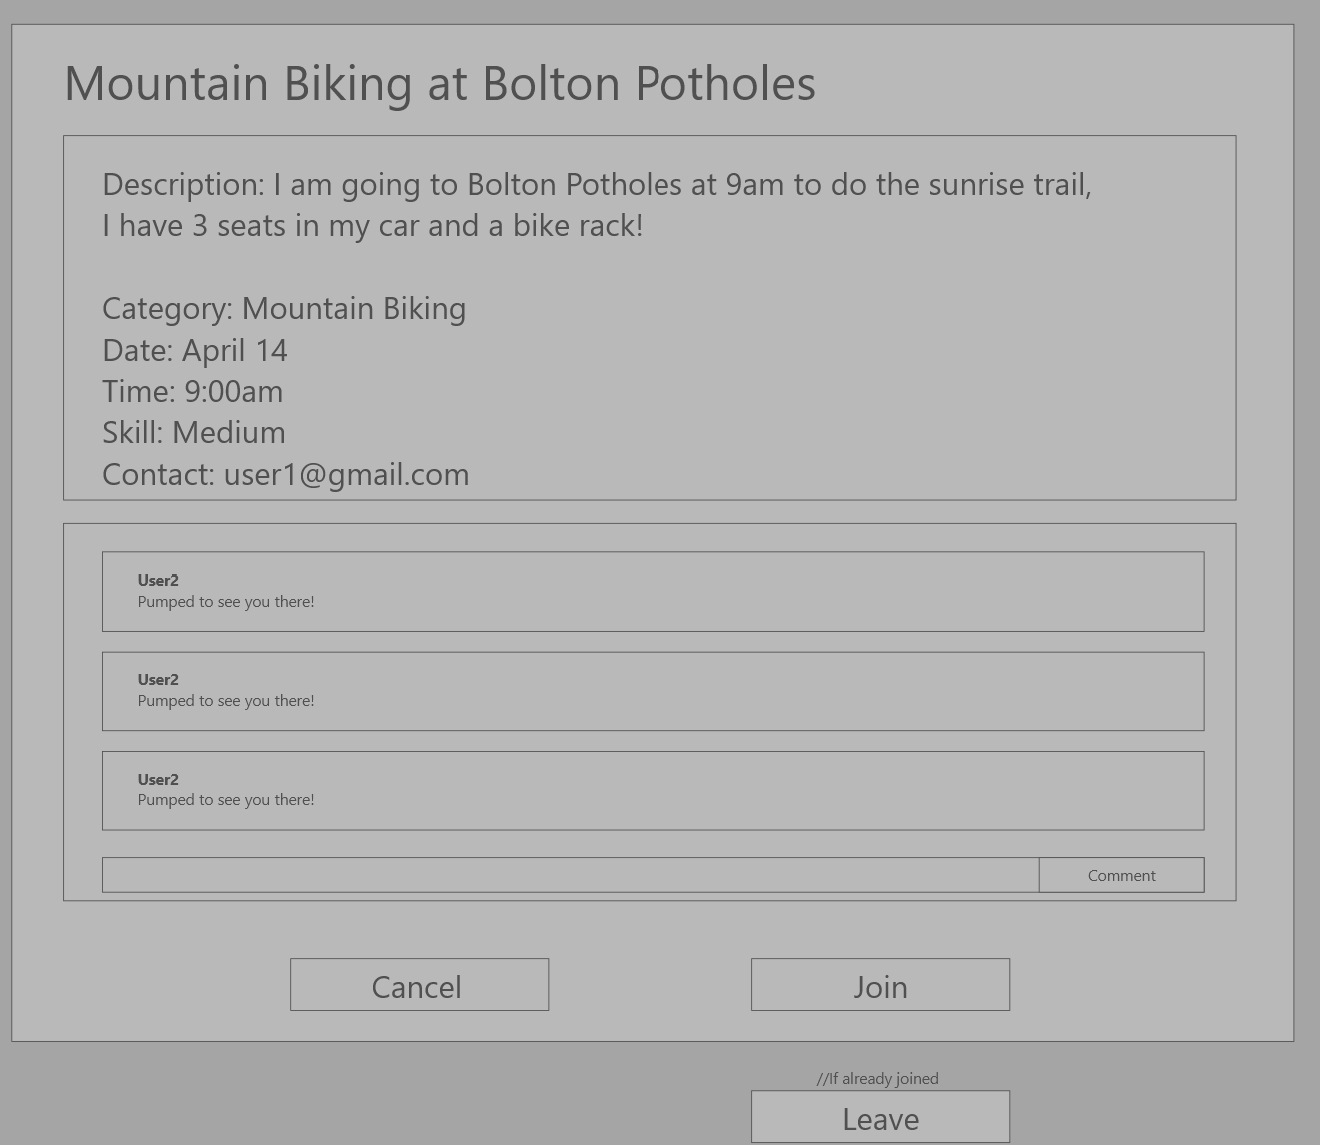 Mountain Biking at Bolton Potholes
Description: I am going to Bolton Potholes at 9am to do the sunrise trail,
I have 3 seats in my car and a bike rack!
Category: Mountain Biking
Date: April 14
Time: 9:00am
Skill: Medium
Contact: user1@gmail.com
User2
Pumped to see you there!
User2
Pumped to see you there!
User2
Pumped to see you there!
Comment
Cancel
Join
//If already joined
Leave